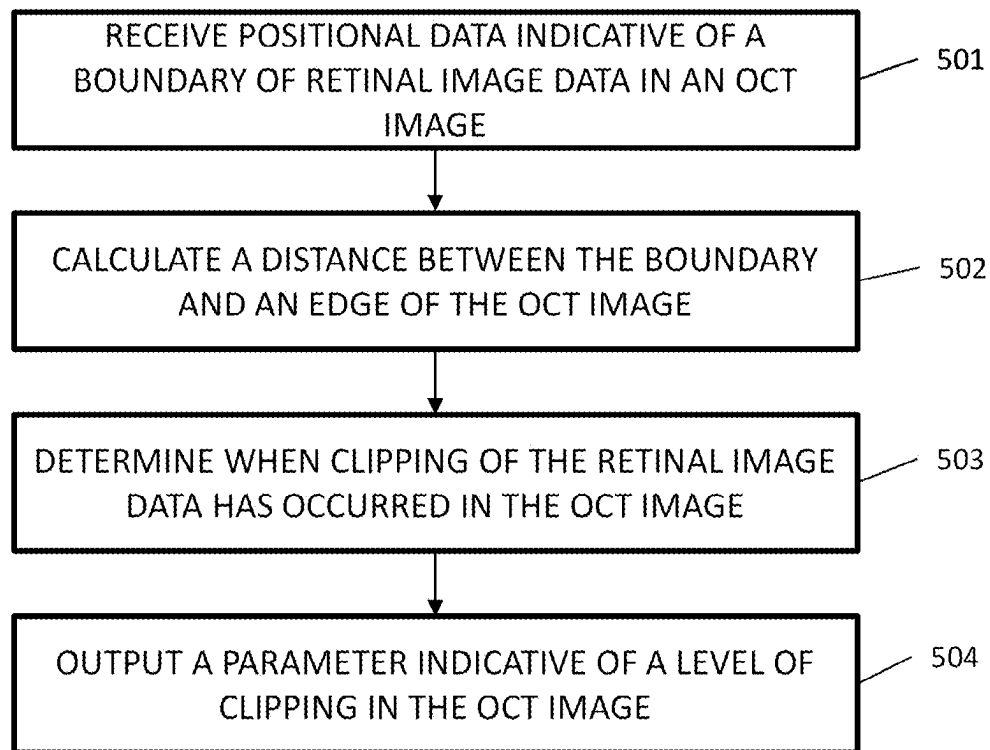 RECEIVE POSITIONAL DATA INDICATIVE OF A
BOUNDARY OF RETINAL IMAGE DATA IN AN OCT
IMAGE
501
CALCULATE A DISTANCE BETWEEN THE BOUNDARY
AND AN EDGE OF THE OCT IMAGE
502
DETERMINE WHEN CLIPPING OF THE RETINAL IMAGE
DATA HAS OCCURRED IN THE OCT IMAGE
503
OUTPUT A PARAMETER INDICATIVE OF A LEVEL OF
CLIPPING IN THE OCT IMAGE
504